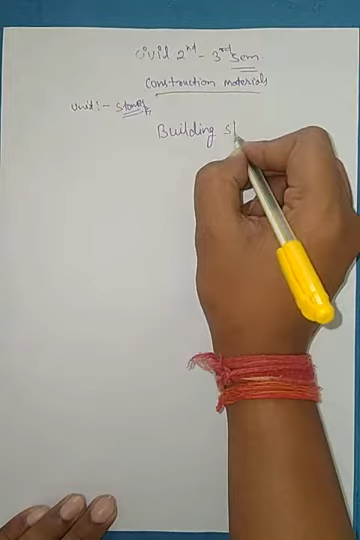 Civil 2nd - 3rd Sem.
Construction materials
Unit:- Stones
Building s